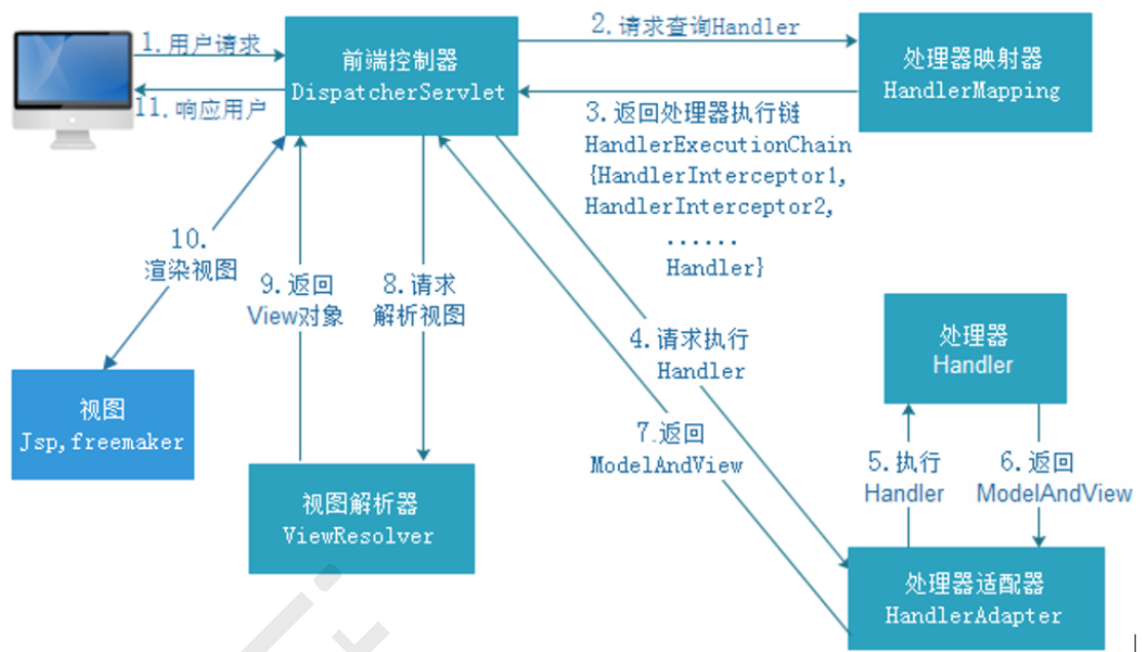 1.用户请求
11.响应用户
前端控制器
DispatcherServlet
2.请求查询Handler
处理器映射器
HandlerMapping
3.返回处理器执行链
HandlerExecutionChain
{HandlerInterceptor1,
HandlerInterceptor2,
......
Handler}
10.
渲染视图
9.返回
View对象
8.请求
解析视图
4.请求执行
Handler
处理器
Handler
视图
Jsp,freemaker
7.返回
ModelAndView
5.执行
Handler
6.返回
ModelAndView
视图解析器
ViewResolver
处理器适配器
HandlerAdapter